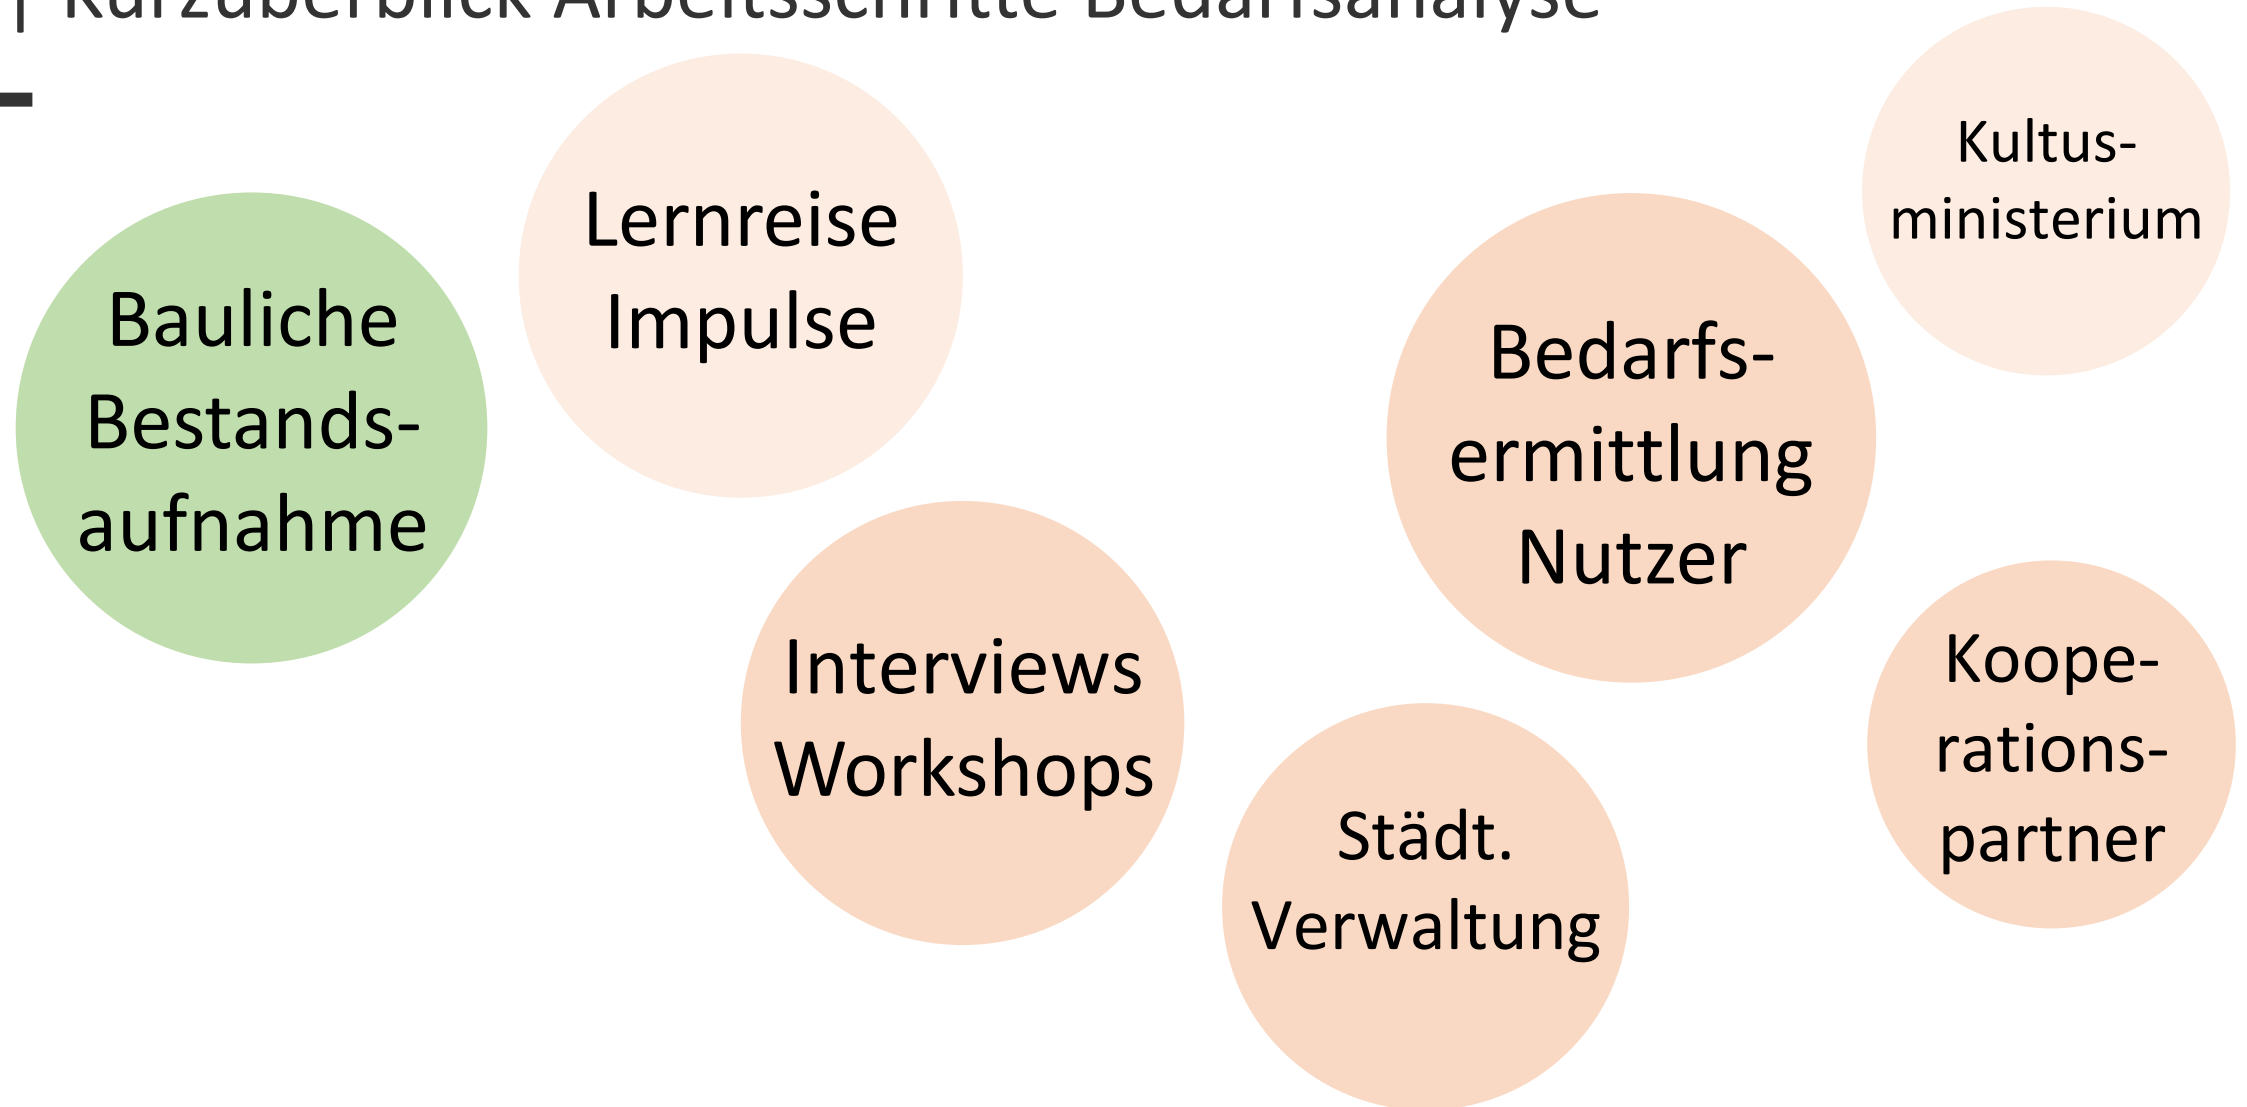 | Kurzüberblick Arbeitsschritte Bedarfsanalyse
Bauliche
Bestands-
aufnahme
Lernreise
Impulse
Interviews
Workshops
Städt.
Verwaltung
Bedarfs-
ermittlung
Nutzer
Kultus-
ministerium
Koope-
rations-
partner